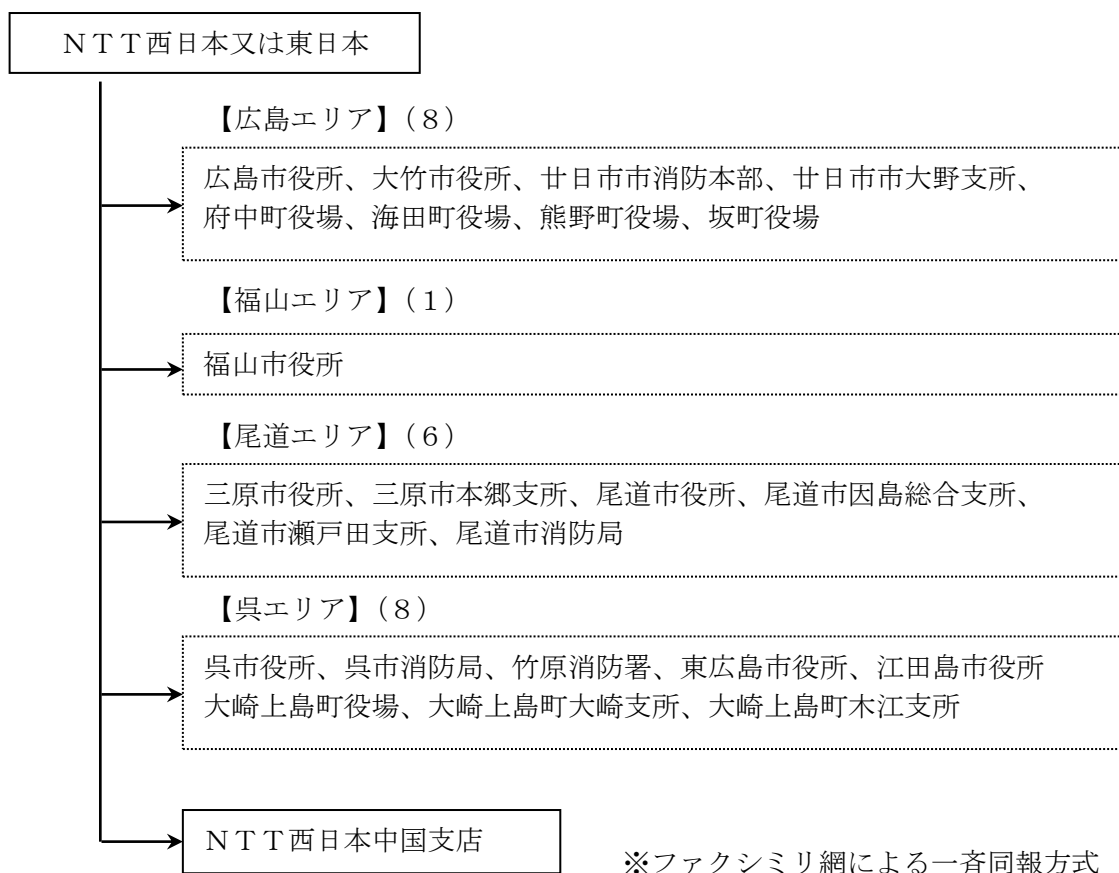 ＮＴＴ西日本又は東日本
【広島エリア】（８）
広島市役所、大竹市役所、廿日市市消防本部、廿日市市大野支所、
府中町役場、海田町役場、熊野町役場、坂町役場
【福山エリア】（１）
福山市役所
【尾道エリア】（６）
三原市役所、三原市本郷支所、尾道市役所、尾道市因島総合支所、
尾道市瀬戸田支所、尾道市消防局
【呉エリア】（８）
呉市役所、呉市消防局、竹原消防署、東広島市役所、江田島市役所
大崎上島町役場、大崎上島町大崎支所、大崎上島町木江支所
ＮＴＴ西日本中国支店
※ファクシミリ網による一斉同報方式